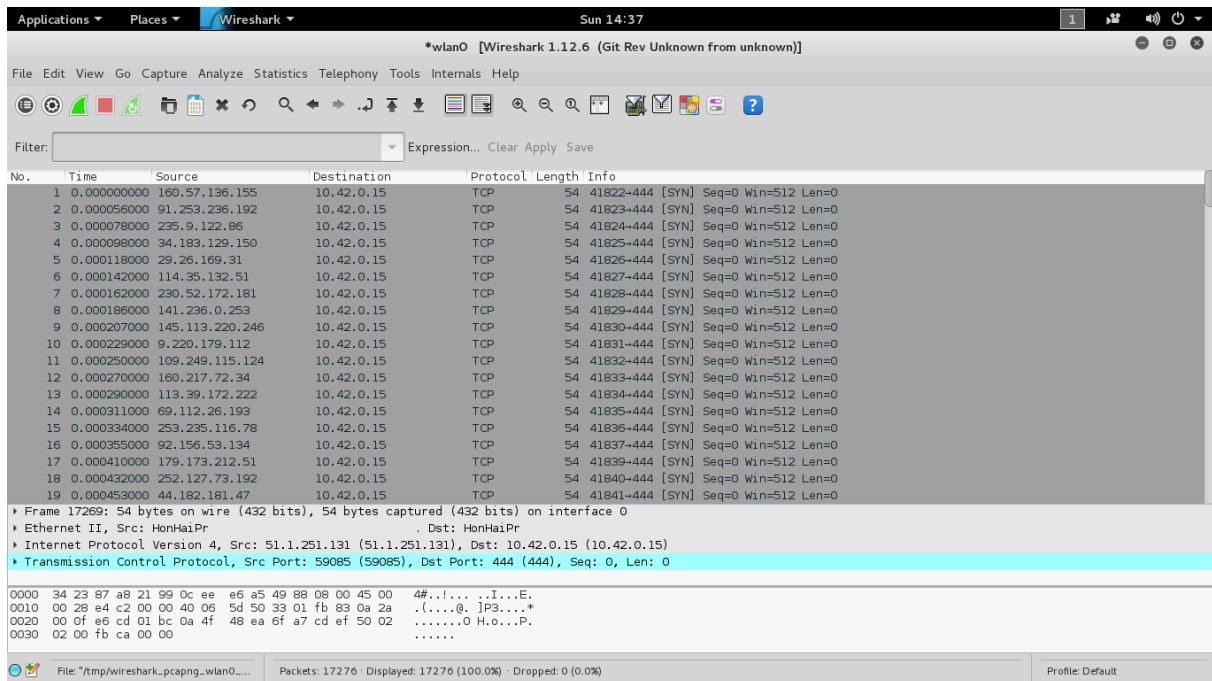 Applications Places Wireshark Sun 14:37 1
*wlan0 [Wireshark 1.12.6 (Git Rev Unknown from unknown)]
File Edit View Go Capture Analyze Statistics Telephony Tools Internals Help
Filter: Expression... Clear Apply Save
No. Time Source Destination Protocol Length Info
1 0.000000000 160.57.136.155 10.42.0.15 TCP 54 41822→444 [SYN] Seq=0 Win=512 Len=0
2 0.000056000 91.253.236.192 10.42.0.15 TCP 54 41823→444 [SYN] Seq=0 Win=512 Len=0
3 0.000078000 235.9.122.86 10.42.0.15 TCP 54 41824→444 [SYN] Seq=0 Win=512 Len=0
4 0.000098000 34.183.129.150 10.42.0.15 TCP 54 41825→444 [SYN] Seq=0 Win=512 Len=0
5 0.000118000 29.26.169.31 10.42.0.15 TCP 54 41826→444 [SYN] Seq=0 Win=512 Len=0
6 0.000142000 114.35.132.51 10.42.0.15 TCP 54 41827→444 [SYN] Seq=0 Win=512 Len=0
7 0.000162000 230.52.172.181 10.42.0.15 TCP 54 41828→444 [SYN] Seq=0 Win=512 Len=0
8 0.000186000 141.236.0.253 10.42.0.15 TCP 54 41829→444 [SYN] Seq=0 Win=512 Len=0
9 0.000207000 145.113.220.246 10.42.0.15 TCP 54 41830→444 [SYN] Seq=0 Win=512 Len=0
10 0.000229000 9.220.179.112 10.42.0.15 TCP 54 41831→444 [SYN] Seq=0 Win=512 Len=0
11 0.000250000 109.249.115.124 10.42.0.15 TCP 54 41832→444 [SYN] Seq=0 Win=512 Len=0
12 0.000270000 160.217.72.34 10.42.0.15 TCP 54 41833→444 [SYN] Seq=0 Win=512 Len=0
13 0.000290000 113.39.172.222 10.42.0.15 TCP 54 41834→444 [SYN] Seq=0 Win=512 Len=0
14 0.000311000 69.112.26.193 10.42.0.15 TCP 54 41835→444 [SYN] Seq=0 Win=512 Len=0
15 0.000334000 253.235.116.78 10.42.0.15 TCP 54 41836→444 [SYN] Seq=0 Win=512 Len=0
16 0.000355000 92.156.53.134 10.42.0.15 TCP 54 41837→444 [SYN] Seq=0 Win=512 Len=0
17 0.000410000 179.173.212.51 10.42.0.15 TCP 54 41839→444 [SYN] Seq=0 Win=512 Len=0
18 0.000432000 252.127.73.192 10.42.0.15 TCP 54 41840→444 [SYN] Seq=0 Win=512 Len=0
19 0.000453000 44.182.181.47 10.42.0.15 TCP 54 41841→444 [SYN] Seq=0 Win=512 Len=0
Frame 17269: 54 bytes on wire (432 bits), 54 bytes captured (432 bits) on interface 0
Ethernet II, Src: HonHaiPr . Dst: HonHaiPr
Internet Protocol Version 4, Src: 51.1.251.131 (51.1.251.131), Dst: 10.42.0.15 (10.42.0.15)
Transmission Control Protocol, Src Port: 59085 (59085), Dst Port: 444 (444), Seq: 0, Len: 0
0000 34 23 87 a8 21 99 0c ee e6 a5 49 88 08 00 45 00 4#..!... ..I...E.
0010 00 28 e4 c2 00 00 40 06 5d 50 33 01 fb 83 0a 2a .(....@. ]P3....*
0020 00 0f e6 cd 01 bc 0a 4f 48 ea 6f a7 cd ef 50 02 .......O H.o...P.
0030 02 00 fb ca 00 00 ......
File: "/tmp/wireshark_pcapng_wlan0_... Packets: 17276 · Displayed: 17276 (100.0%) · Dropped: 0 (0.0%) Profile: Default